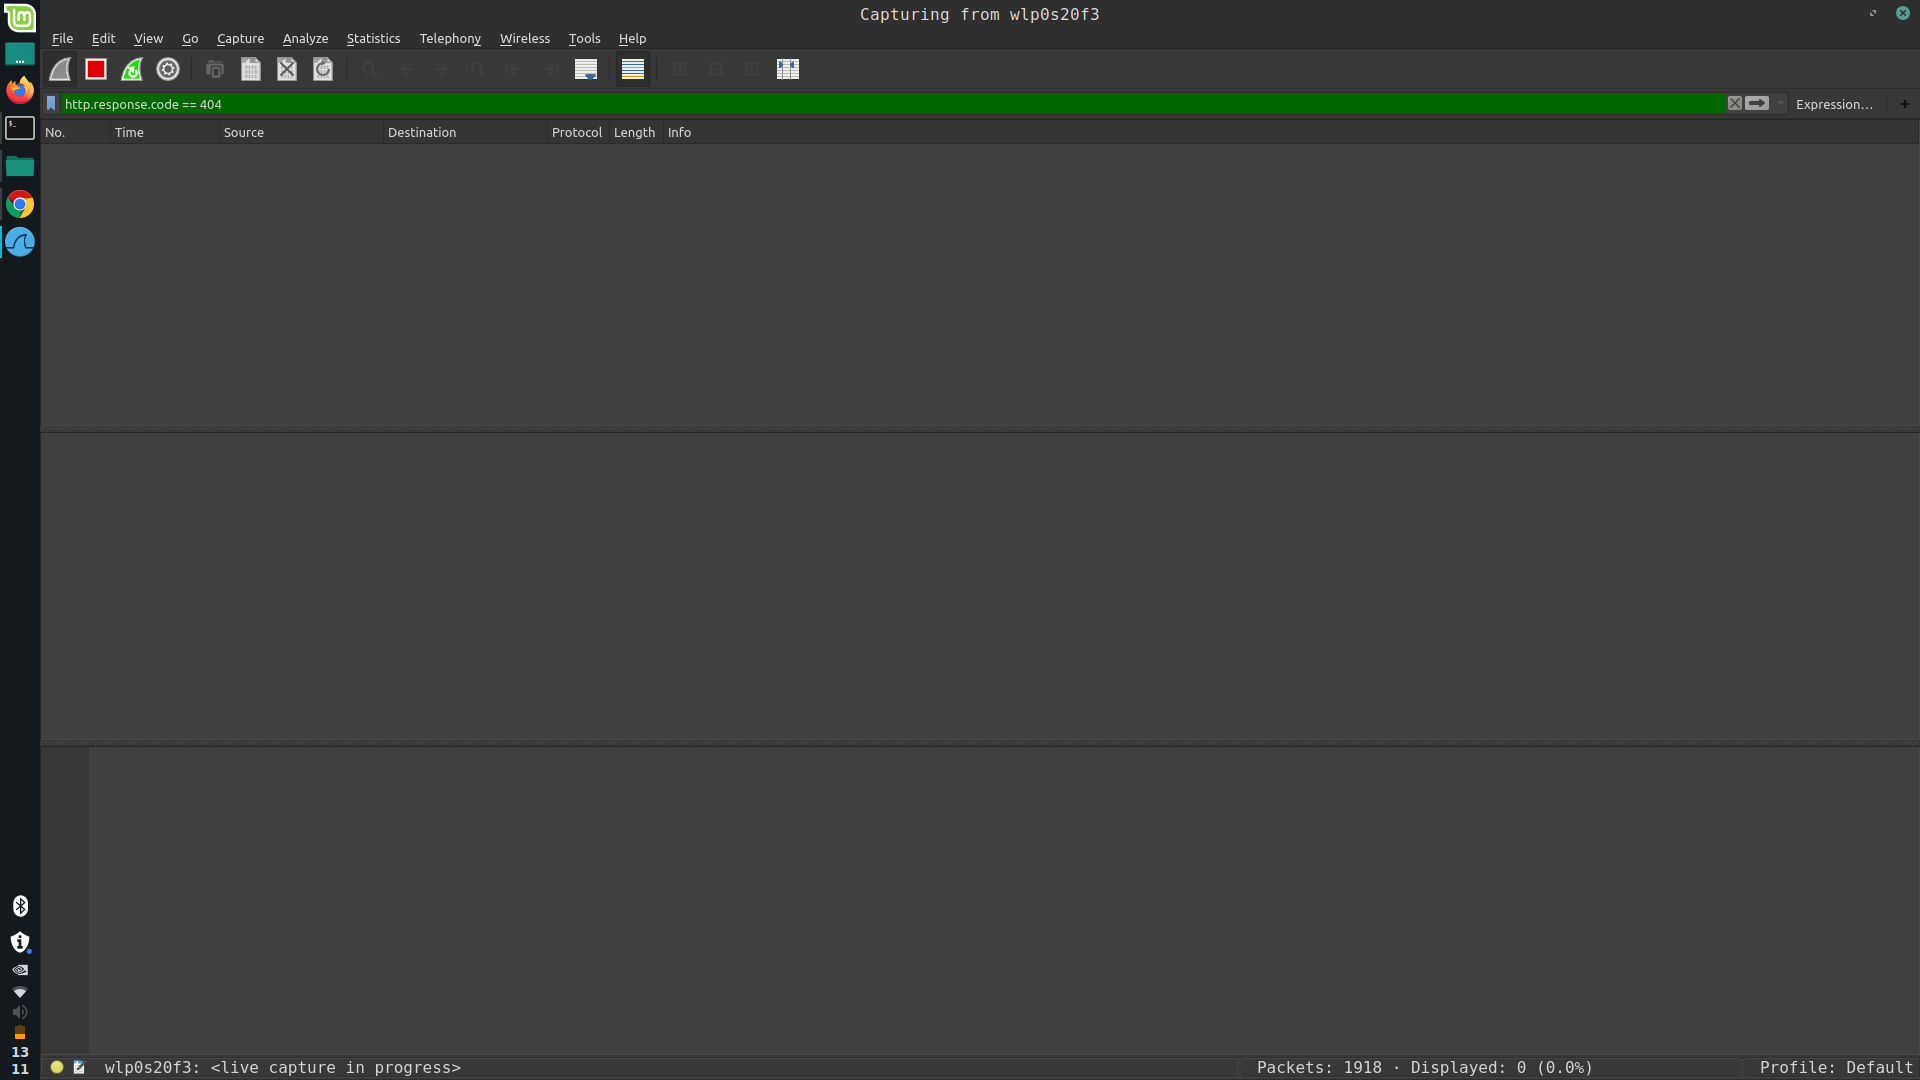 Capturing from wlp0s20f3
File Edit View Go Capture Analyze Statistics Telephony Wireless Tools Help
http.response.code == 404
Expression… +
No. Time Source Destination Protocol Length Info
13
11
wlp0s20f3: <live capture in progress>
Packets: 1918 · Displayed: 0 (0.0%)
Profile: Default